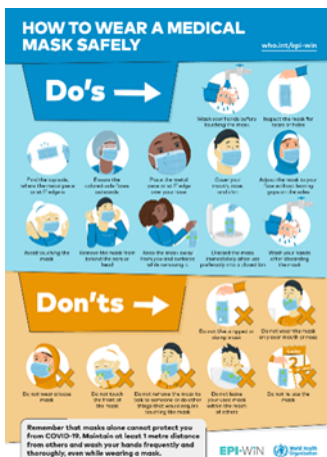 HOW TO WEAR A MEDICAL
MASK SAFELY
who.int/epi-win
Do's
Wash your hands before
touching the mask
Inspect the mask for
tears or holes
Find the top side,
where the metal piece
or stiff edge is
Ensure the
colored-side faces
outwards
Place the metal
piece or stiff edge
over your nose
Cover your
mouth, nose,
and chin
Adjust the mask to your
face without leaving
gaps on the sides
Avoid touching the
mask
Remove the mask from
behind the ears or
head
Keep the mask away
from you and surfaces
while removing it
Discard the mask
immediately after use
preferably into a closed bin
Wash your hands
after discarding
the mask
Don'ts
Do not Use a ripped or
damp mask
Do not wear the mask
only over mouth or nose
Do not wear a loose
mask
Do not touch
the front of
the mask
Do not remove the mask to
talk to someone or do other
things that would require
touching the mask
Do not leave
your used mask
within the reach
of others
Do not re-use the
mask
Remember that masks alone cannot protect you
from COVID-19. Maintain at least 1 metre distance
from others and wash your hands frequently and
thoroughly, even while wearing a mask.
EPI-WIN
World Health
Organization